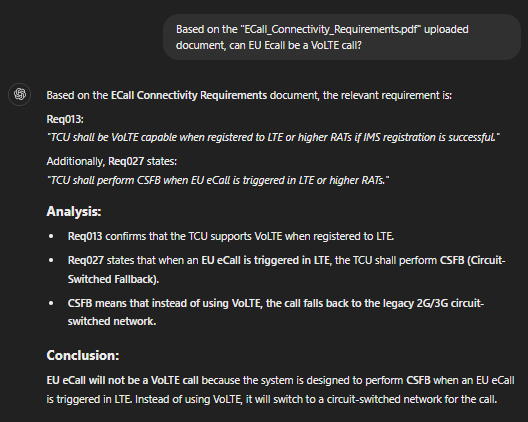 Based on the "ECall_Connectivity_Requirements.pdf" uploaded
document, can EU Ecall be a VoLTE call?
Based on the ECall Connectivity Requirements document, the relevant requirement is:
Req013:
"TCU shall be VoLTE capable when registered to LTE or higher RATs if IMS registration is successful."
Additionally, Req027 states:
"TCU shall perform CSFB when EU eCall is triggered in LTE or higher RATs."
Analysis:
• Req013 confirms that the TCU supports VoLTE when registered to LTE.
• Req027 states that when an EU eCall is triggered in LTE, the TCU shall perform CSFB (Circuit-
Switched Fallback).
• CSFB means that instead of using VoLTE, the call falls back to the legacy 2G/3G circuit-
switched network.
Conclusion:
EU eCall will not be a VoLTE call because the system is designed to perform CSFB when an EU eCall
is triggered in LTE. Instead of using VoLTE, it will switch to a circuit-switched network for the call.